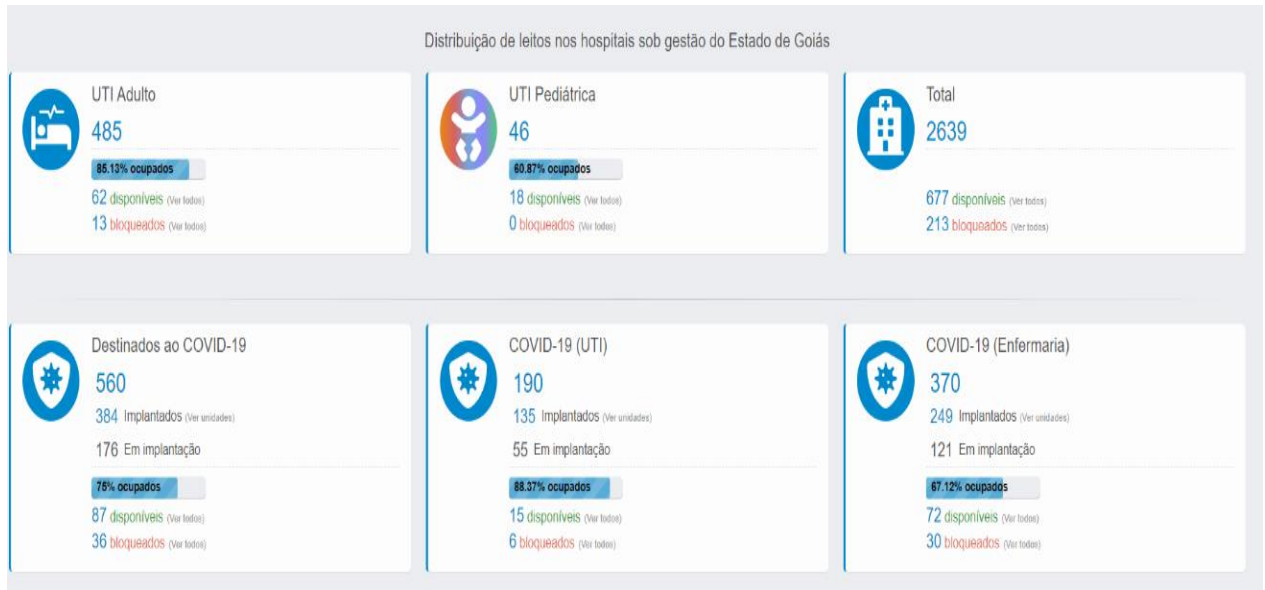 Distribuição de leitos nos hospitais sob gestão do Estado de Goiás
UTI Adulto
485
85.13% ocupados
62 disponíveis (Ver todos)
13 bloqueados (Ver todos)
UTI Pediátrica
46
60.87% ocupados
18 disponíveis (Ver todos)
0 bloqueados (Ver todos)
Total
2639
677 disponíveis (Ver todos)
213 bloqueados (Ver todos)
Destinados ao COVID-19
560
384 Implantados (Ver unidades)
176 Em implantação
75% ocupados
87 disponíveis (Ver todos)
36 bloqueados (Ver todos)
COVID-19 (UTI)
190
135 Implantados (Ver unidades)
55 Em implantação
88.37% ocupados
15 disponíveis (Ver todos)
6 bloqueados (Ver todos)
COVID-19 (Enfermaria)
370
249 Implantados (Ver unidades)
121 Em implantação
67.12% ocupados
72 disponíveis (Ver todos)
30 bloqueados (Ver todos)